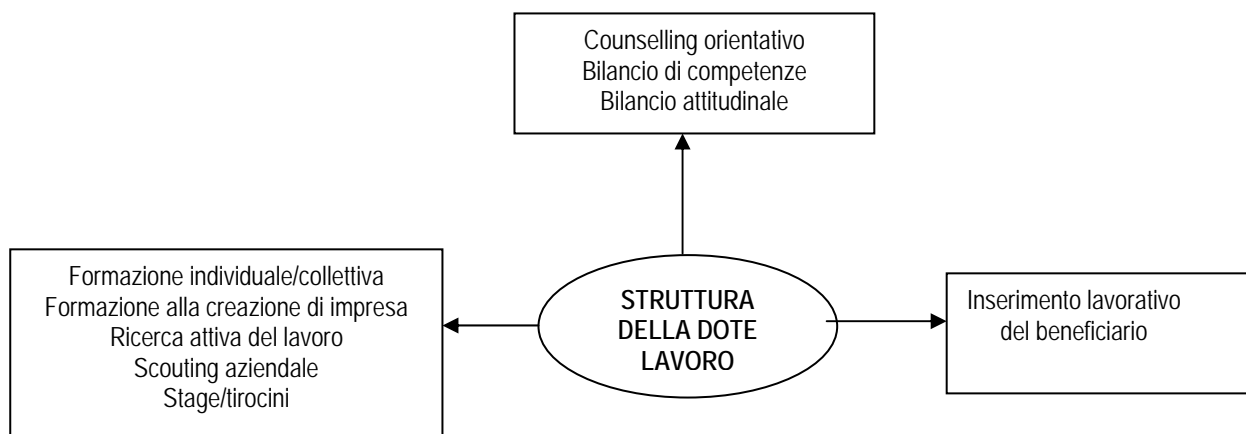 Counselling orientativo
Bilancio di competenze
Bilancio attitudinale
Formazione individuale/collettiva
Formazione alla creazione di impresa
Ricerca attiva del lavoro
Scouting aziendale
Stage/tirocini
STRUTTURA
DELLA DOTE
LAVORO
Inserimento lavorativo
del beneficiario